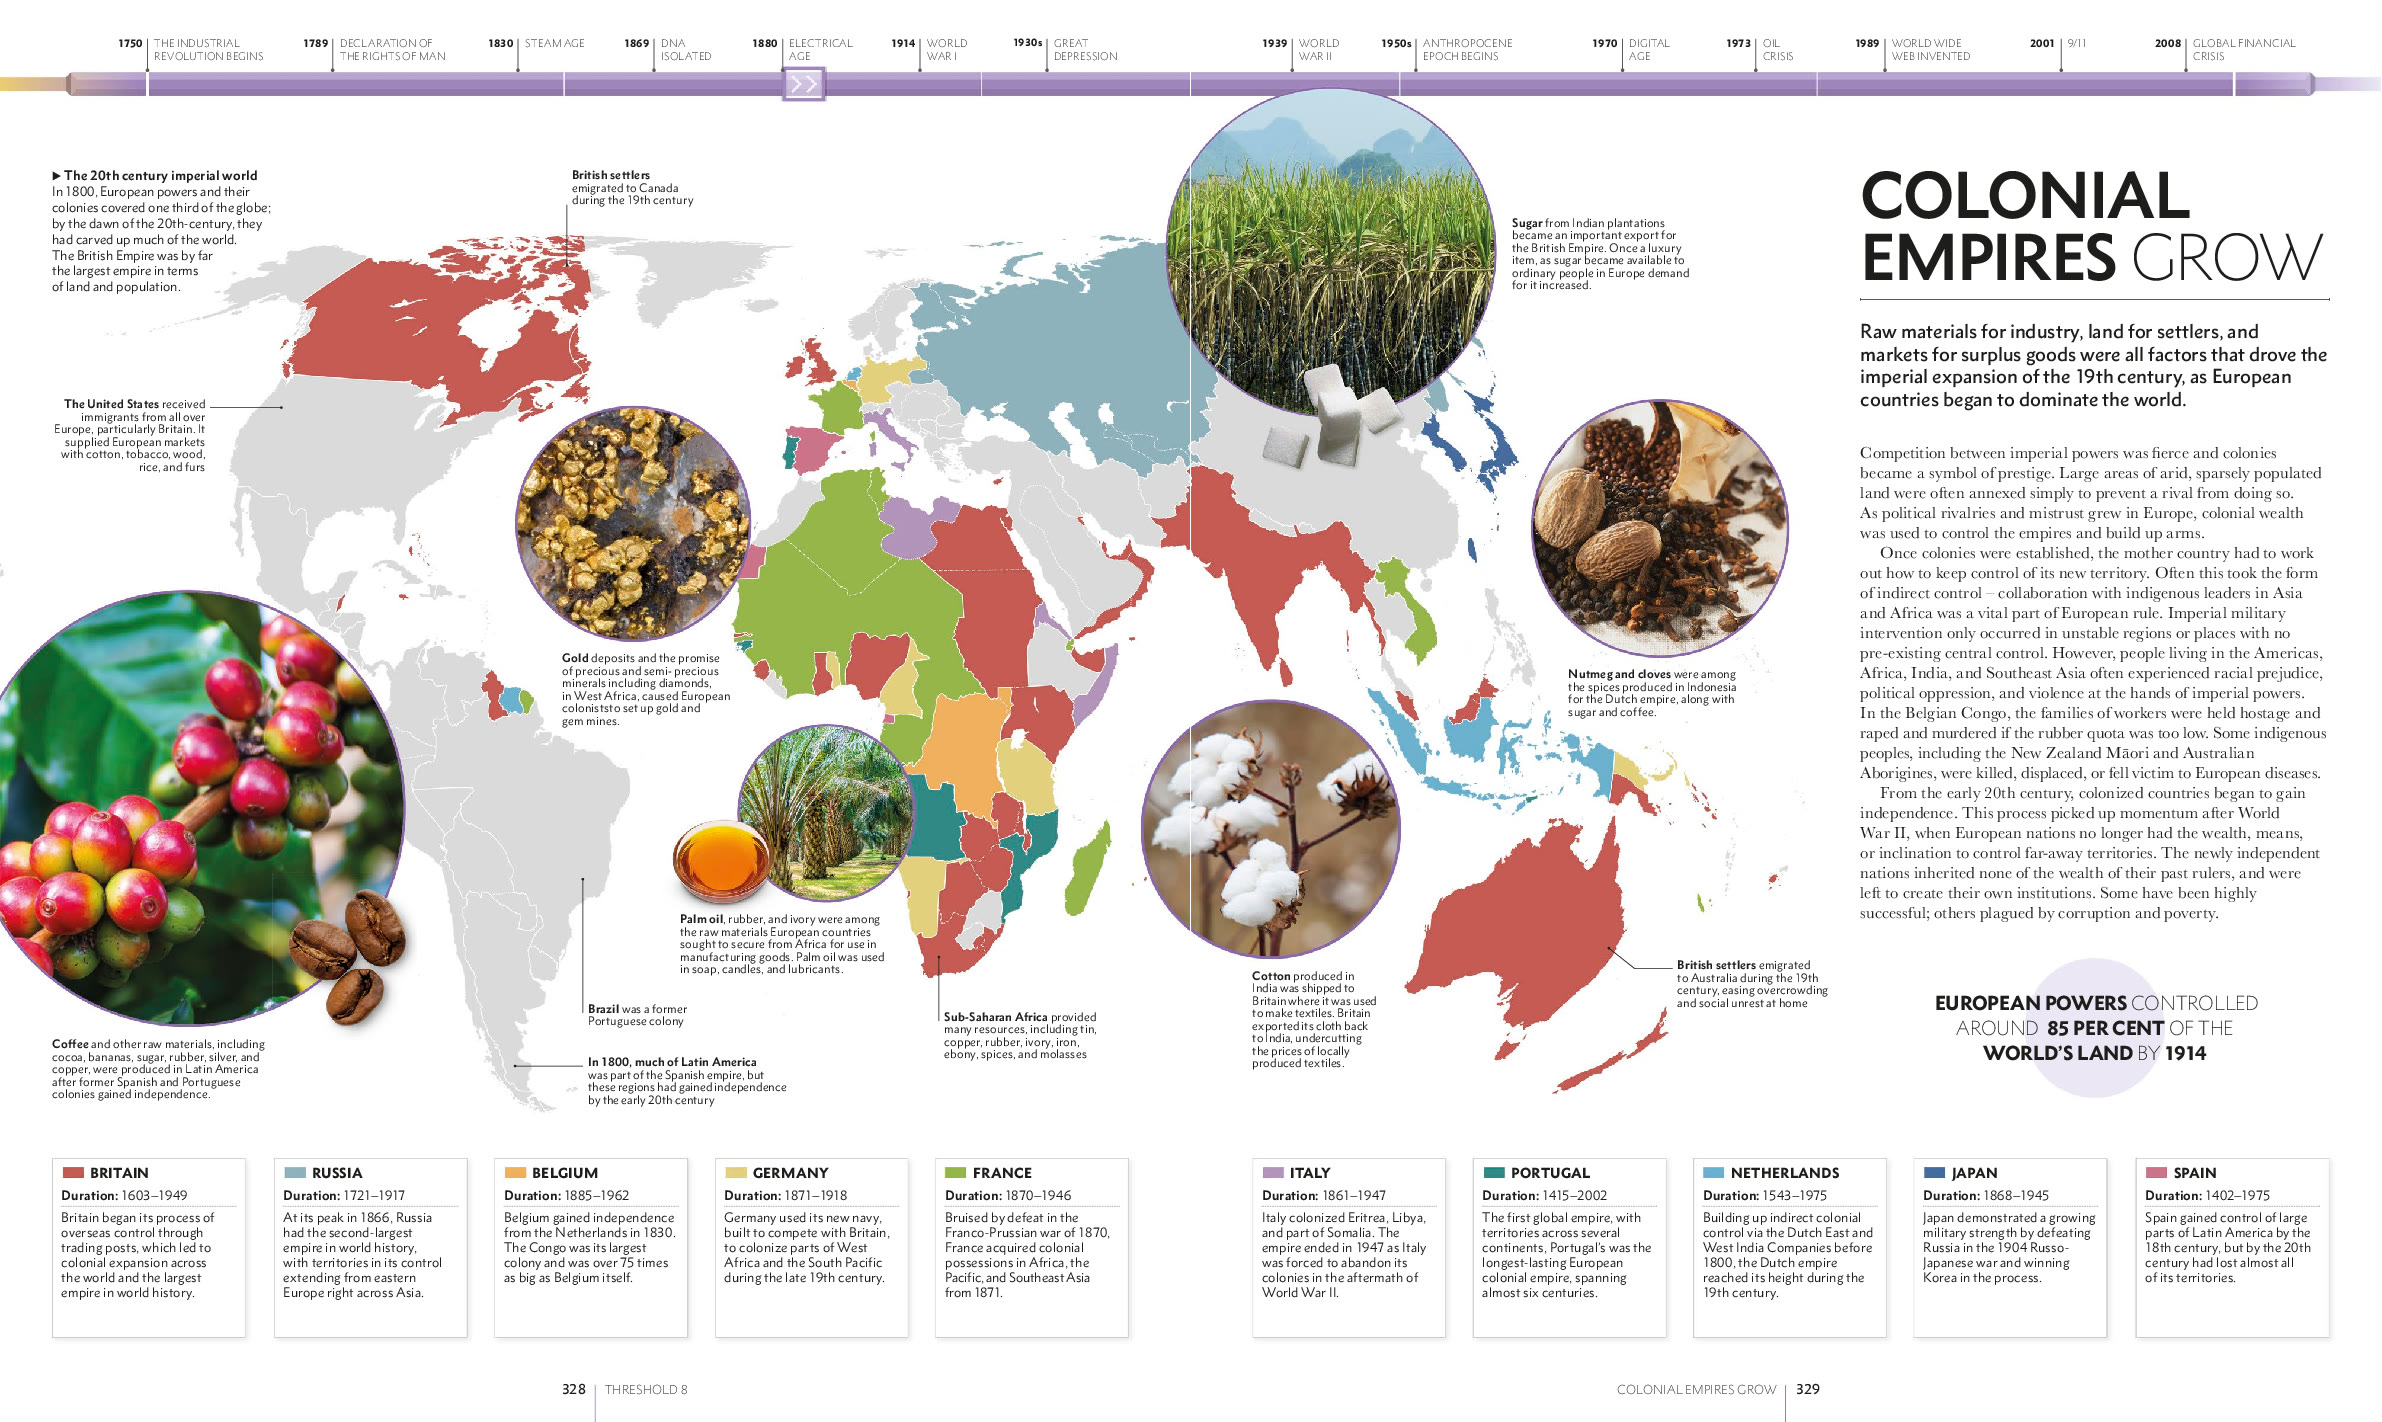 1750 THE INDUSTRIAL
REVOLUTION BEGINS
1789 DECLARATION OF
THE RIGHTS OF MAN
1830 STEAM AGE
1869 DNA
ISOLATED
1880 ELECTRICAL
AGE
1914 WORLD
WAR I
1930s GREAT
DEPRESSION
1939 WORLD
WAR II
1950s ANTHROPOCENE
EPOCH BEGINS
1970 DIGITAL
AGE
1973 OIL
CRISIS
1989 WORLD WIDE
WEB INVENTED
2001 9/11
2008 GLOBAL FINANCIAL
CRISIS
▶ The 20th century imperial world
In 1800, European powers and their
colonies covered one third of the globe;
by the dawn of the 20th-century, they
had carved up much of the world.
The British Empire was by far
the largest empire in terms
of land and population.
British settlers
emigrated to Canada
during the 19th century
The United States received
immigrants from all over
Europe, particularly Britain. It
supplied European markets
with cotton, tobacco, wood,
rice, and furs
Gold deposits and the promise
of precious and semi- precious
minerals including diamonds,
in West Africa, caused European
coloniststo set up gold and
gem mines.
Palm oil, rubber, and ivory were among
the raw materials European countries
sought to secure from Africa for use in
manufacturing goods. Palm oil was used
in soap, candles, and lubricants.
Coffee and other raw materials, including
cocoa, bananas, sugar, rubber, silver, and
copper, were produced in Latin America
after former Spanish and Portuguese
colonies gained independence.
Brazil was a former
Portuguese colony
In 1800, much of Latin America
was part of the Spanish empire, but
these regions had gained independence
by the early 20th century
Sub-Saharan Africa provided
many resources, including tin,
copper, rubber, ivory, iron,
ebony, spices, and molasses
Sugar from Indian plantations
became an important export for
the British Empire. Once a luxury
item, as sugar became available to
ordinary people in Europe demand
for it increased.
Nutmeg and cloves were among
the spices produced in Indonesia
for the Dutch empire, along with
sugar and coffee.
Cotton produced in
India was shipped to
Britain where it was used
to make textiles. Britain
exported its cloth back
to India, undercutting
the prices of locally
produced textiles.
British settlers emigrated
to Australia during the 19th
century, easing overcrowding
and social unrest at home
COLONIAL
EMPIRES GROW
Raw materials for industry, land for settlers, and
markets for surplus goods were all factors that drove the
imperial expansion of the 19th century, as European
countries began to dominate the world.
Competition between imperial powers was fierce and colonies
became a symbol of prestige. Large areas of arid, sparsely populated
land were often annexed simply to prevent a rival from doing so.
As political rivalries and mistrust grew in Europe, colonial wealth
was used to control the empires and build up arms.
Once colonies were established, the mother country had to work
out how to keep control of its new territory. Often this took the form
of indirect control – collaboration with indigenous leaders in Asia
and Africa was a vital part of European rule. Imperial military
intervention only occurred in unstable regions or places with no
pre-existing central control. However, people living in the Americas,
Africa, India, and Southeast Asia often experienced racial prejudice,
political oppression, and violence at the hands of imperial powers.
In the Belgian Congo, the families of workers were held hostage and
raped and murdered if the rubber quota was too low. Some indigenous
peoples, including the New Zealand Māori and Australian
Aborigines, were killed, displaced, or fell victim to European diseases.
From the early 20th century, colonized countries began to gain
independence. This process picked up momentum after World
War II, when European nations no longer had the wealth, means,
or inclination to control far-away territories. The newly independent
nations inherited none of the wealth of their past rulers, and were
left to create their own institutions. Some have been highly
successful; others plagued by corruption and poverty.
EUROPEAN POWERS CONTROLLED
AROUND 85 PER CENT OF THE
WORLD'S LAND BY 1914
BRITAIN
Duration: 1603–1949
Britain began its process of
overseas control through
trading posts, which led to
colonial expansion across
the world and the largest
empire in world history.
RUSSIA
Duration: 1721–1917
At its peak in 1866, Russia
had the second-largest
empire in world history,
with territories in its control
extending from eastern
Europe right across Asia.
BELGIUM
Duration: 1885–1962
Belgium gained independence
from the Netherlands in 1830.
The Congo was its largest
colony and was over 75 times
as big as Belgium itself.
GERMANY
Duration: 1871–1918
Germany used its new navy,
built to compete with Britain,
to colonize parts of West
Africa and the South Pacific
during the late 19th century.
FRANCE
Duration: 1870–1946
Bruised by defeat in the
Franco-Prussian war of 1870,
France acquired colonial
possessions in Africa, the
Pacific, and Southeast Asia
from 1871.
ITALY
Duration: 1861–1947
Italy colonized Eritrea, Libya,
and part of Somalia. The
empire ended in 1947 as Italy
was forced to abandon its
colonies in the aftermath of
World War II.
PORTUGAL
Duration: 1415–2002
The first global empire, with
territories across several
continents, Portugal's was the
longest-lasting European
colonial empire, spanning
almost six centuries.
NETHERLANDS
Duration: 1543–1975
Building up indirect colonial
control via the Dutch East and
West India Companies before
1800, the Dutch empire
reached its height during the
19th century.
JAPAN
Duration: 1868–1945
Japan demonstrated a growing
military strength by defeating
Russia in the 1904 Russo-
Japanese war and winning
Korea in the process.
SPAIN
Duration: 1402–1975
Spain gained control of large
parts of Latin America by the
18th century, but by the 20th
century had lost almost all
of its territories.
328 THRESHOLD 8
COLONIAL EMPIRES GROW 329